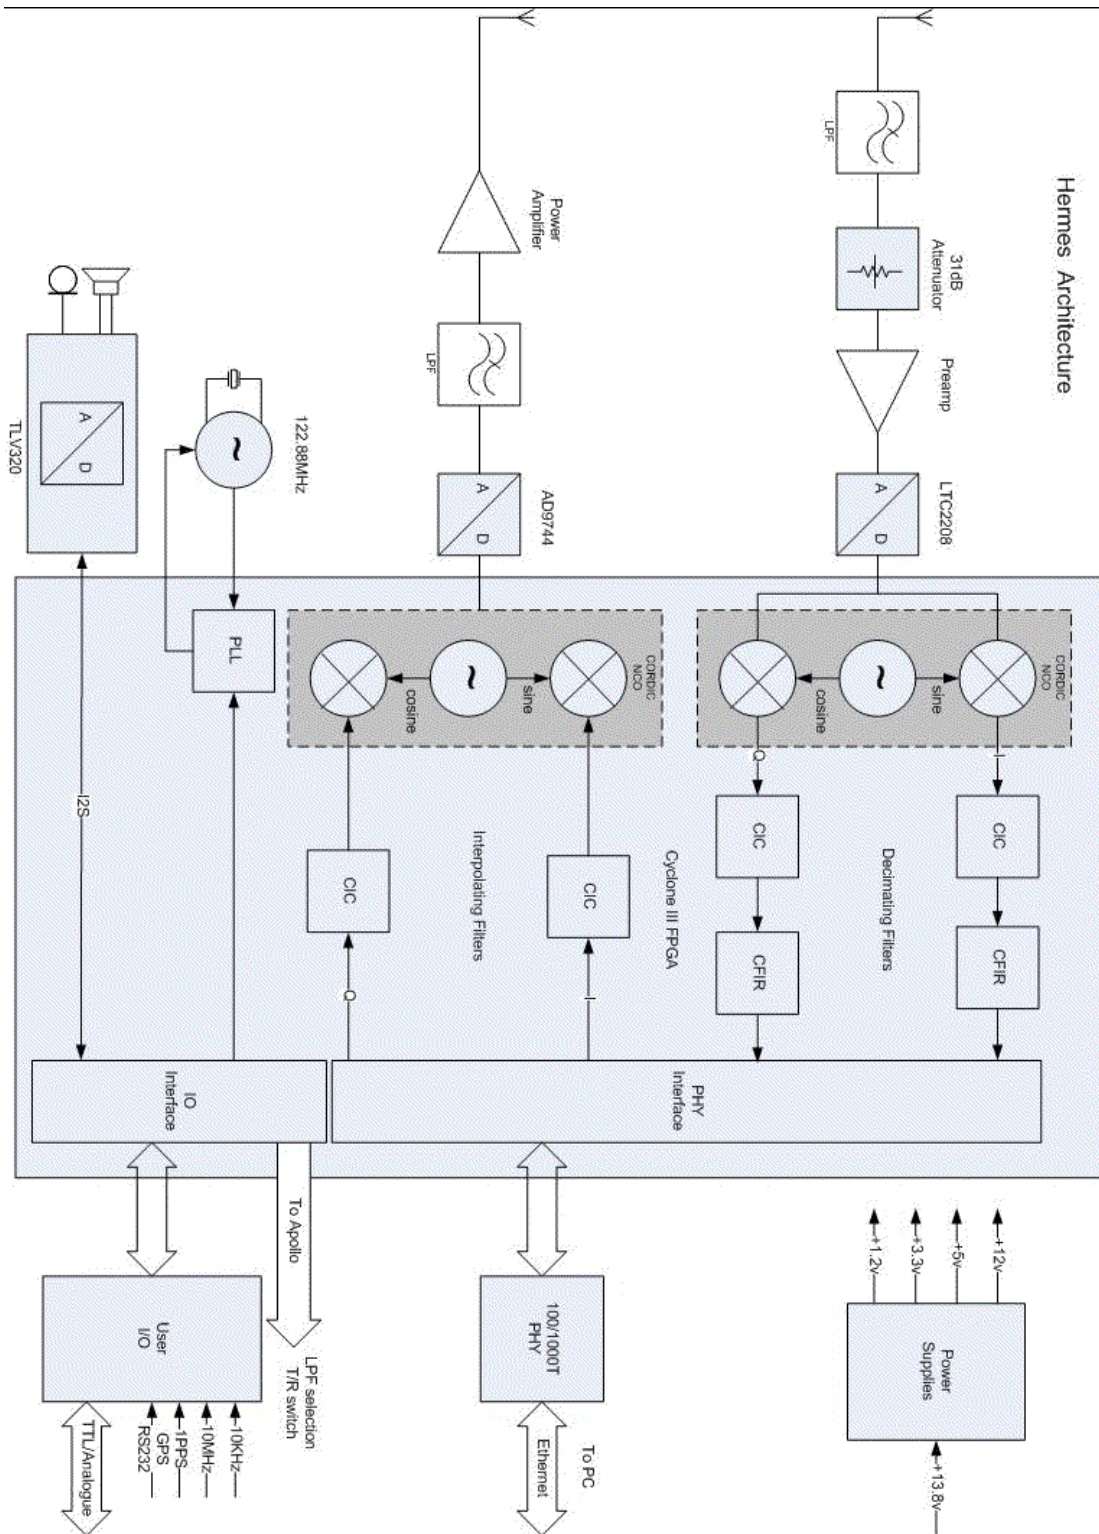 Hermes Architecture
LPF
31dB
Attenuator
Preamp
LTC2208
A
D
CORDIC
NCO
sine
cosine
I
Q
CIC
CFIR
CIC
CFIR
Decimating Filters
Cyclone III FPGA
Power
Amplifier
LPF
AD9744
A
D
CORDIC
NCO
sine
cosine
CIC
CIC
I
Q
Interpolating Filters
PHY
Interface
122.88MHz
PLL
TLV320
A
D
I2S
IO
Interface
To Apollo
LPF selection
T/R switch
100/1000T
PHY
Ethernet
To PC
User
I/O
10KHz
10MHz
1PPS
GPS
RS232
TTL/Analogue
+12v
+5v
+3.3v
+1.2v
Power
Supplies
+13.8v